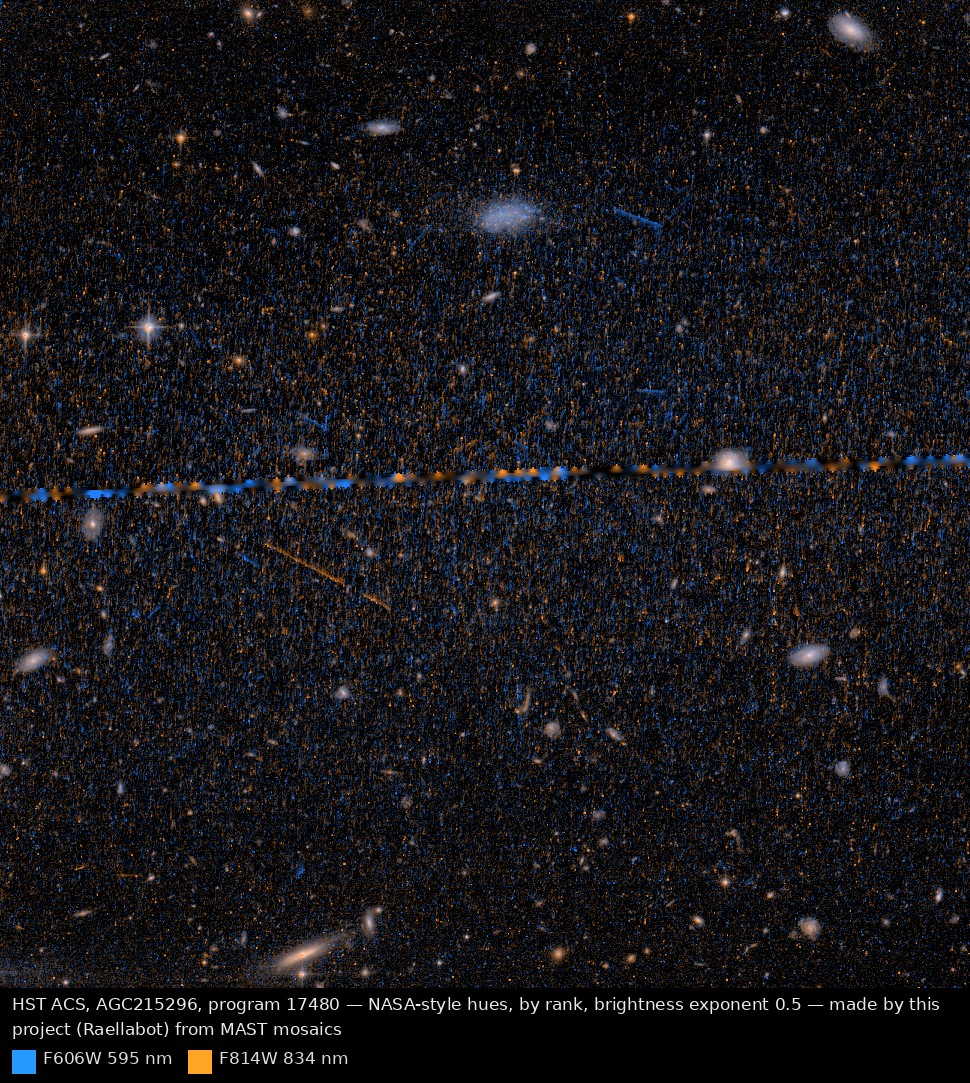 HST ACS, AGC215296, program 17480 — NASA-style hues, by rank, brightness exponent 0.5 — made by this
project (Raellabot) from MAST mosaics
F606W 595 nm F814W 834 nm